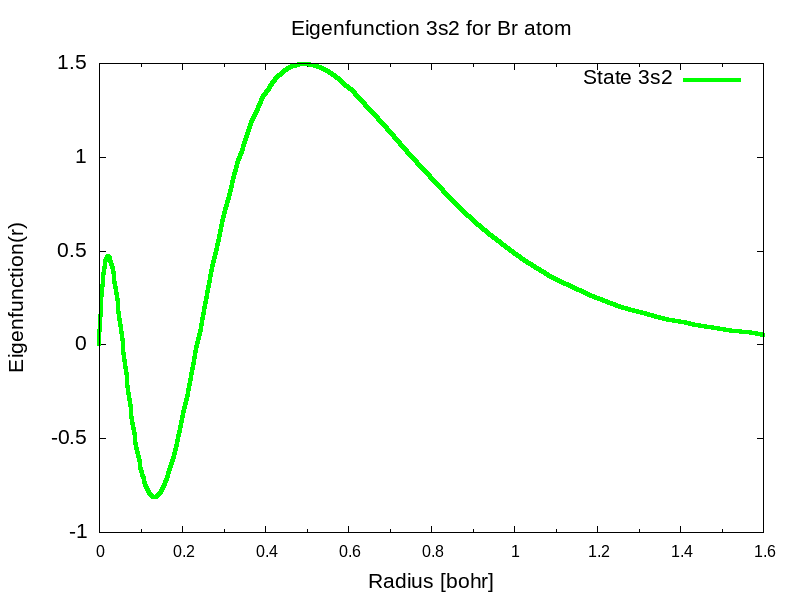 Eigenfunction 3s2 for Br atom
State 3s2
1.5
1
0.5
0
-0.5
-1
Eigenfunction(r)
0 0.2 0.4 0.6 0.8 1 1.2 1.4 1.6
Radius [bohr]